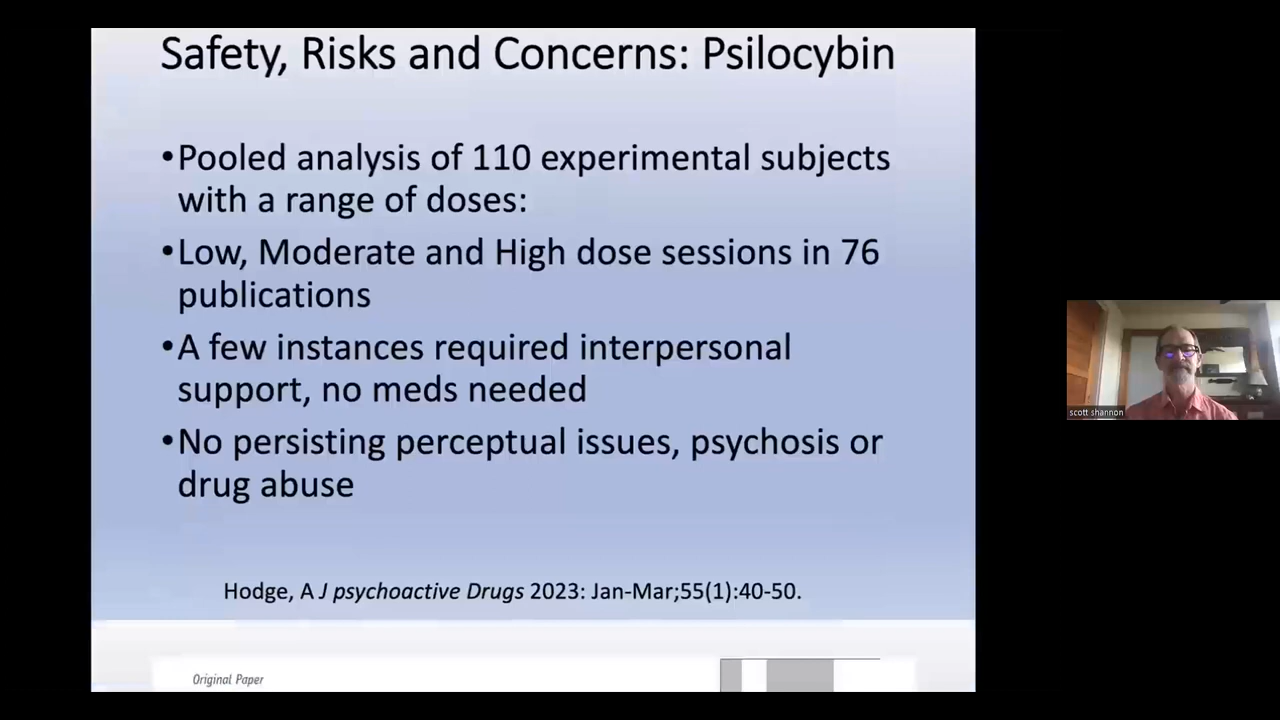 Safety, Risks and Concerns: Psilocybin
•Pooled analysis of 110 experimental subjects
with a range of doses:
•Low, Moderate and High dose sessions in 76
publications
•A few instances required interpersonal
support, no meds needed
•No persisting perceptual issues, psychosis or
drug abuse
Hodge, A J psychoactive Drugs 2023: Jan-Mar;55(1):40-50.
Original Paper
scott shannon